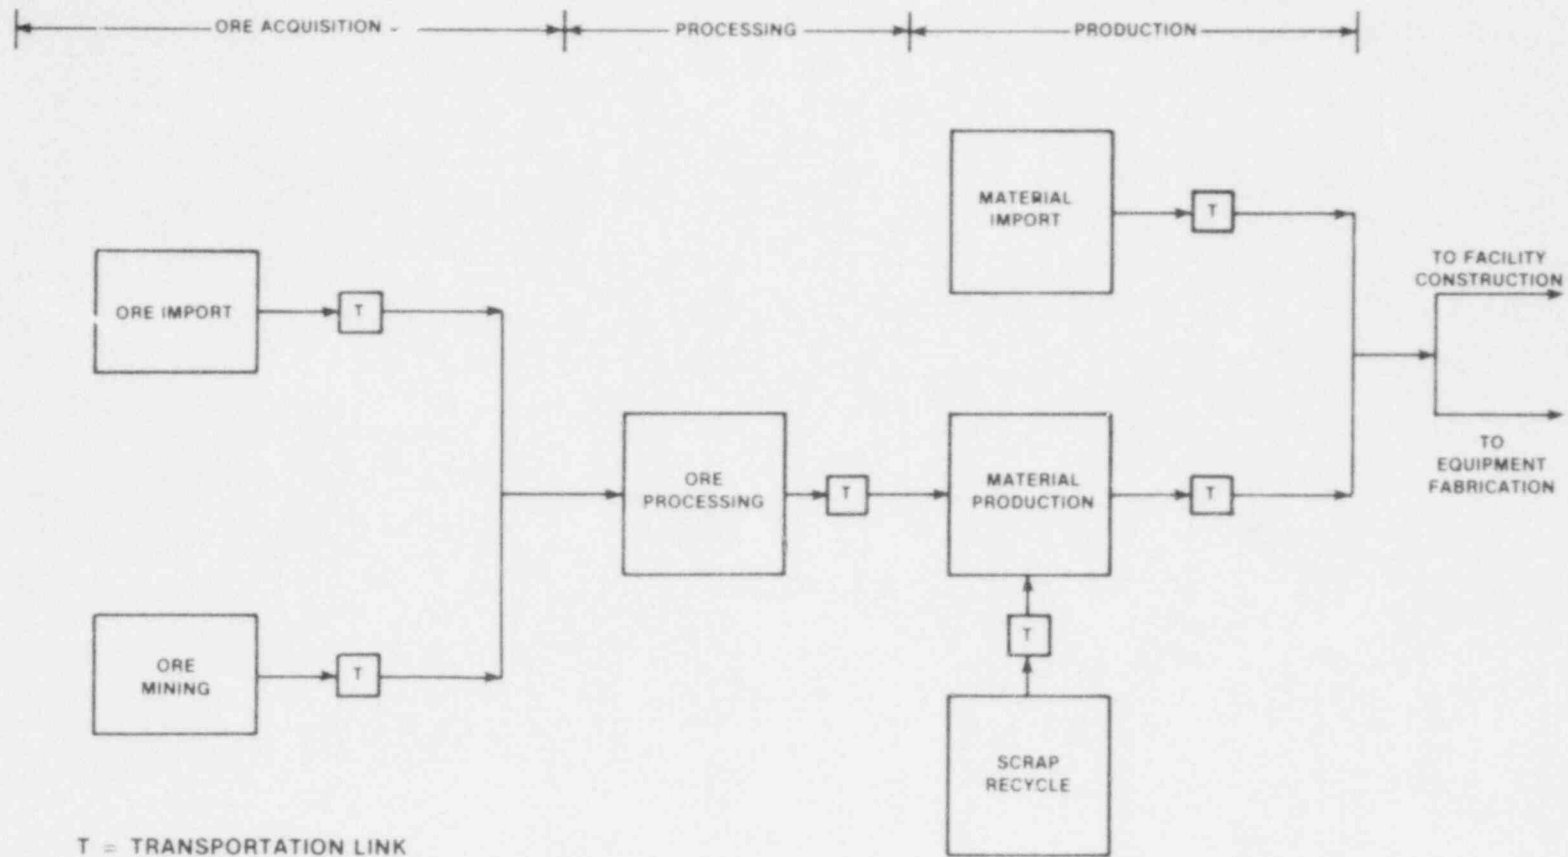 ORE ACQUISITION
PROCESSING
PRODUCTION
MATERIAL
IMPORT
T
TO FACILITY
CONSTRUCTION
ORE IMPORT
T
ORE
PROCESSING
T
MATERIAL
PRODUCTION
T
TO
EQUIPMENT
FABRICATION
ORE
MINING
T
T
SCRAP
RECYCLE
T = TRANSPORTATION LINK